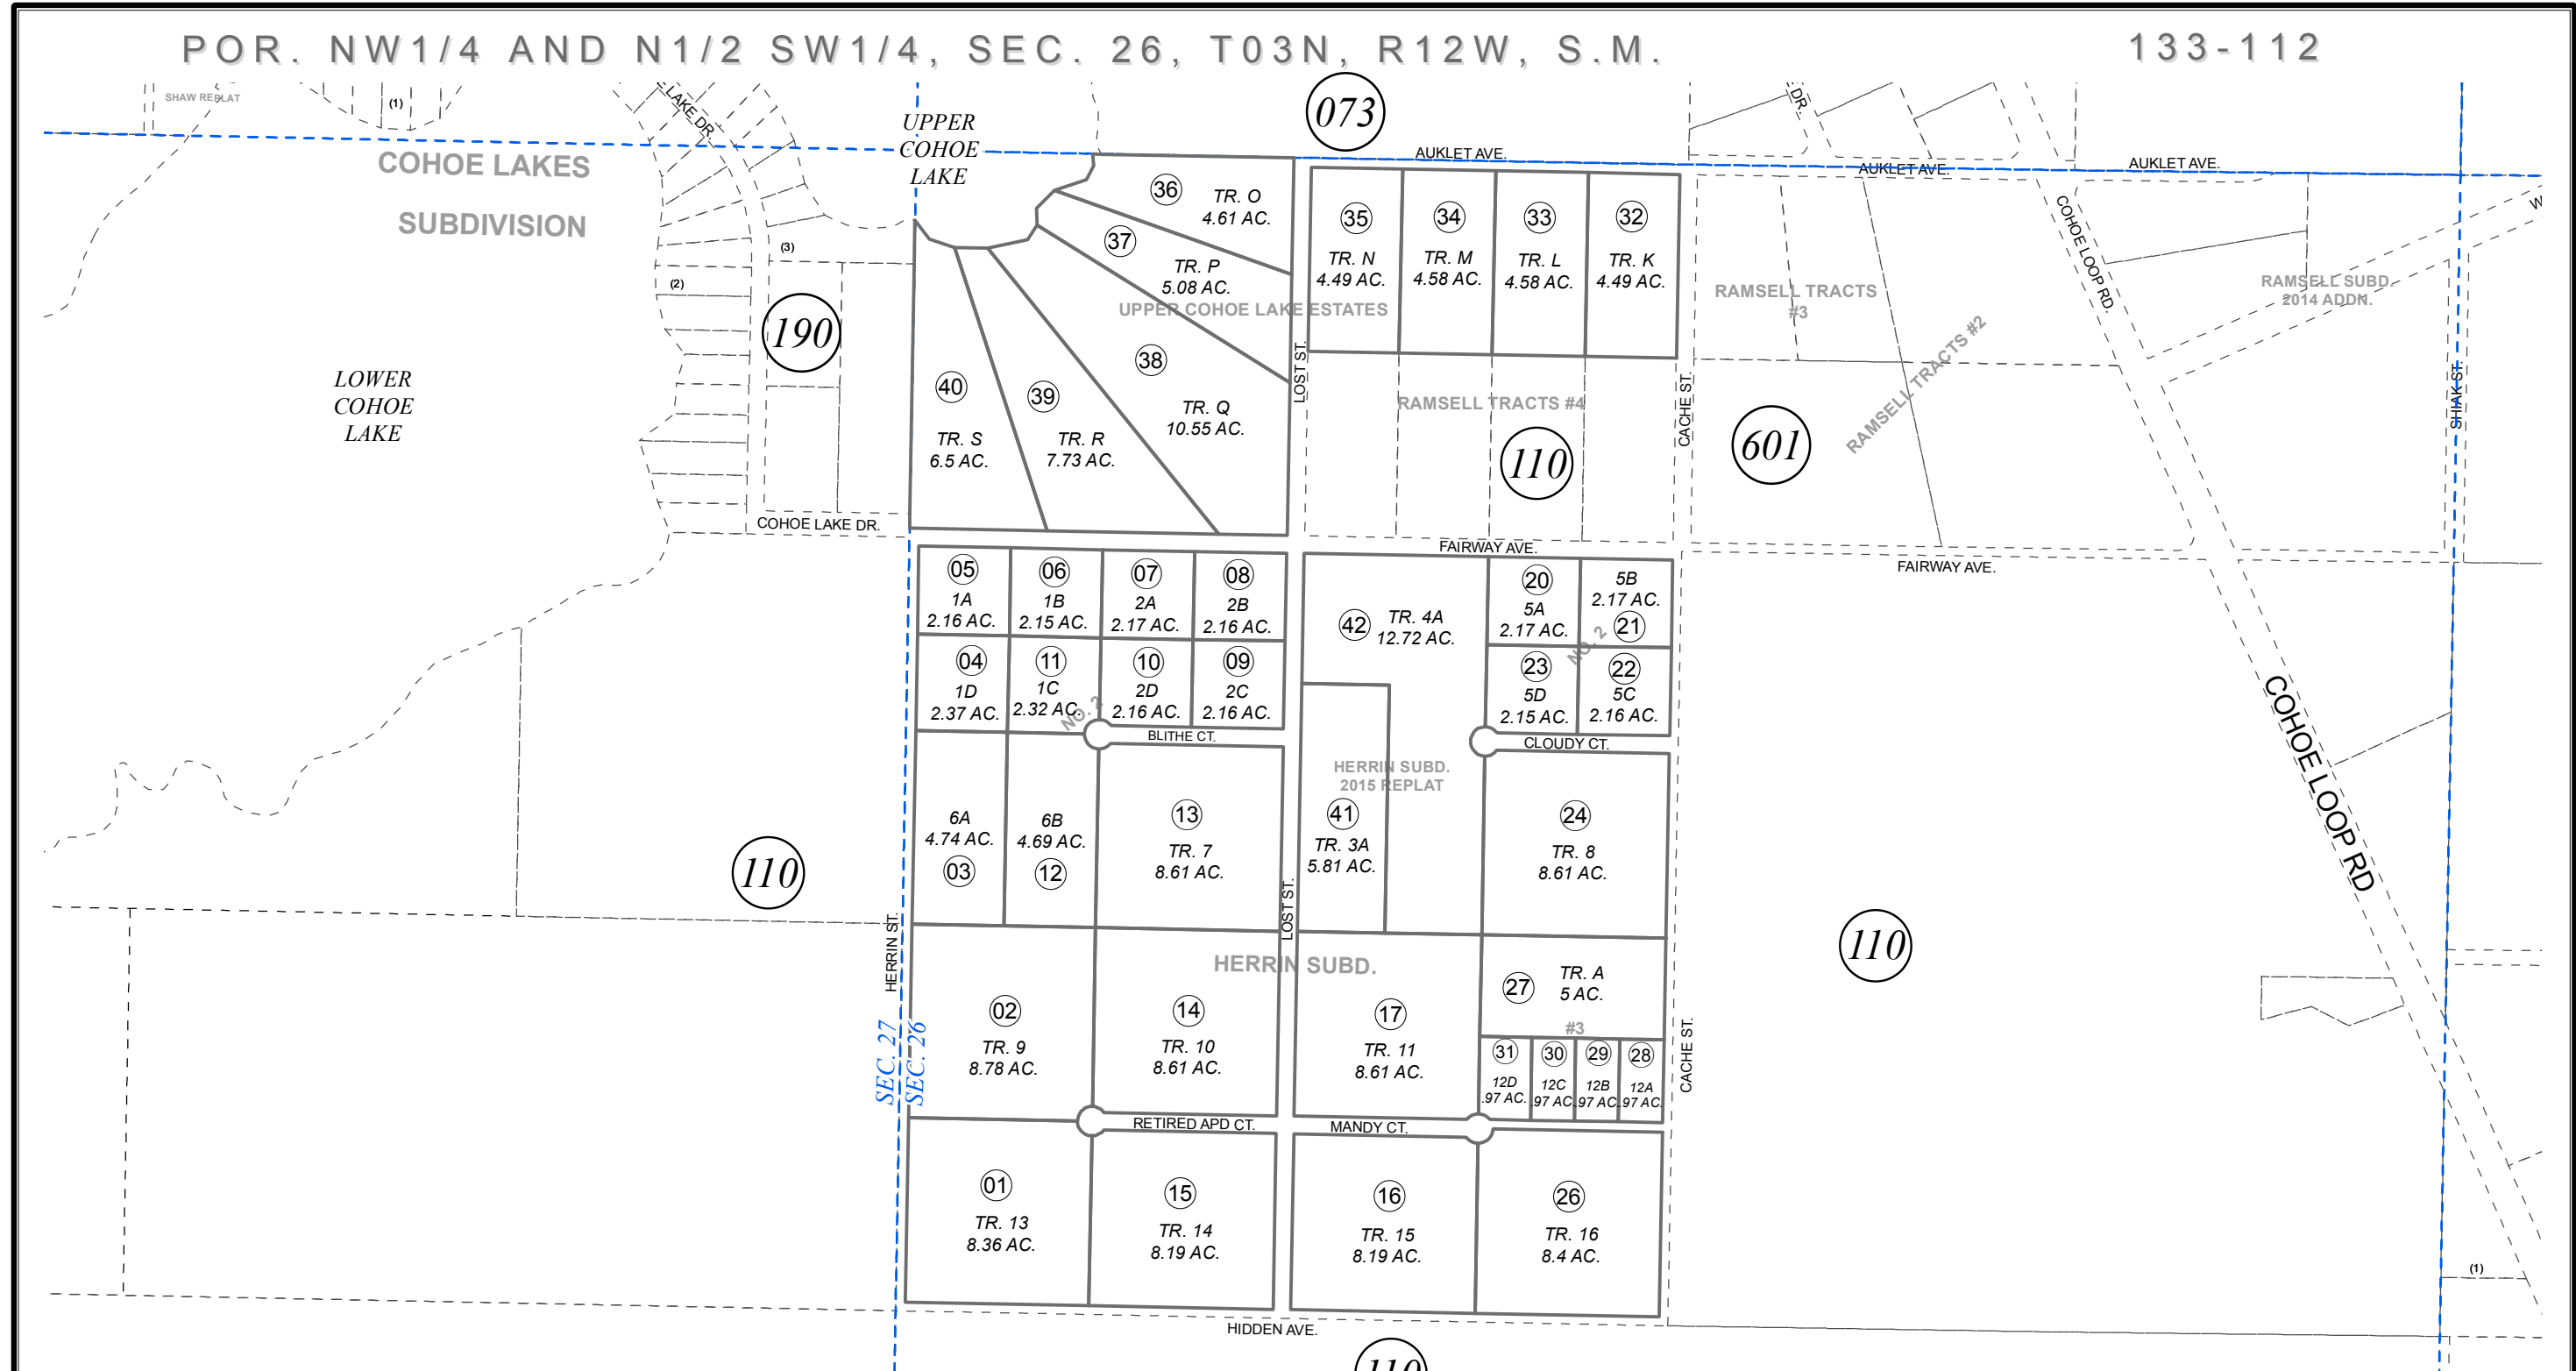 POR. NW1/4 AND N1/2 SW1/4, SEC. 26, T03N, R12W, S.M.
133-112
SHAW REPLAT
(1)
LAKE DR.
UPPER
COHOE
LAKE
073
DR.
AUKLET AVE.
AUKLET AVE.
AUKLET AVE.
COHOE LAKES
SUBDIVISION
36
TR. O
4.61 AC.
37
TR. P
5.08 AC.
UPPER COHOE LAKE ESTATES
35
TR. N
4.49 AC.
34
TR. M
4.58 AC.
33
TR. L
4.58 AC.
32
TR. K
4.49 AC.
COHOE LOOP RD.
W
RAMSELL TRACTS
#3
RAMSELL SUBD.
2014 ADDN.
RAMSELL TRACTS #2
(3)
(2)
190
LOWER
COHOE
LAKE
38
TR. Q
10.55 AC.
40
TR. S
6.5 AC.
39
TR. R
7.73 AC.
LOST ST.
RAMSELL TRACTS #4
110
CACHE ST.
601
SHIAK ST.
COHOE LAKE DR.
FAIRWAY AVE.
FAIRWAY AVE.
05
1A
2.16 AC.
06
1B
2.15 AC.
07
2A
2.17 AC.
08
2B
2.16 AC.
42
TR. 4A
12.72 AC.
20
5A
2.17 AC.
5B
2.17 AC.
21
NO. 2
04
1D
2.37 AC.
11
1C
2.32 AC.
NO. 2
10
2D
2.16 AC.
09
2C
2.16 AC.
23
5D
2.15 AC.
22
5C
2.16 AC.
BLITHE CT.
CLOUDY CT.
COHOE LOOP RD
HERRIN SUBD.
2015 REPLAT
6A
4.74 AC.
03
6B
4.69 AC.
12
13
TR. 7
8.61 AC.
41
TR. 3A
5.81 AC.
24
TR. 8
8.61 AC.
110
LOST ST.
HERRIN ST.
HERRIN SUBD.
110
27
TR. A
5 AC.
#3
02
TR. 9
8.78 AC.
14
TR. 10
8.61 AC.
17
TR. 11
8.61 AC.
31
12D
.97 AC.
30
12C
.97 AC.
29
12B
.97 AC.
28
12A
.97 AC.
CACHE ST.
SEC. 27
SEC. 26
RETIRED APD CT.
MANDY CT.
01
TR. 13
8.36 AC.
15
TR. 14
8.19 AC.
16
TR. 15
8.19 AC.
26
TR. 16
8.4 AC.
(1)
HIDDEN AVE.
110